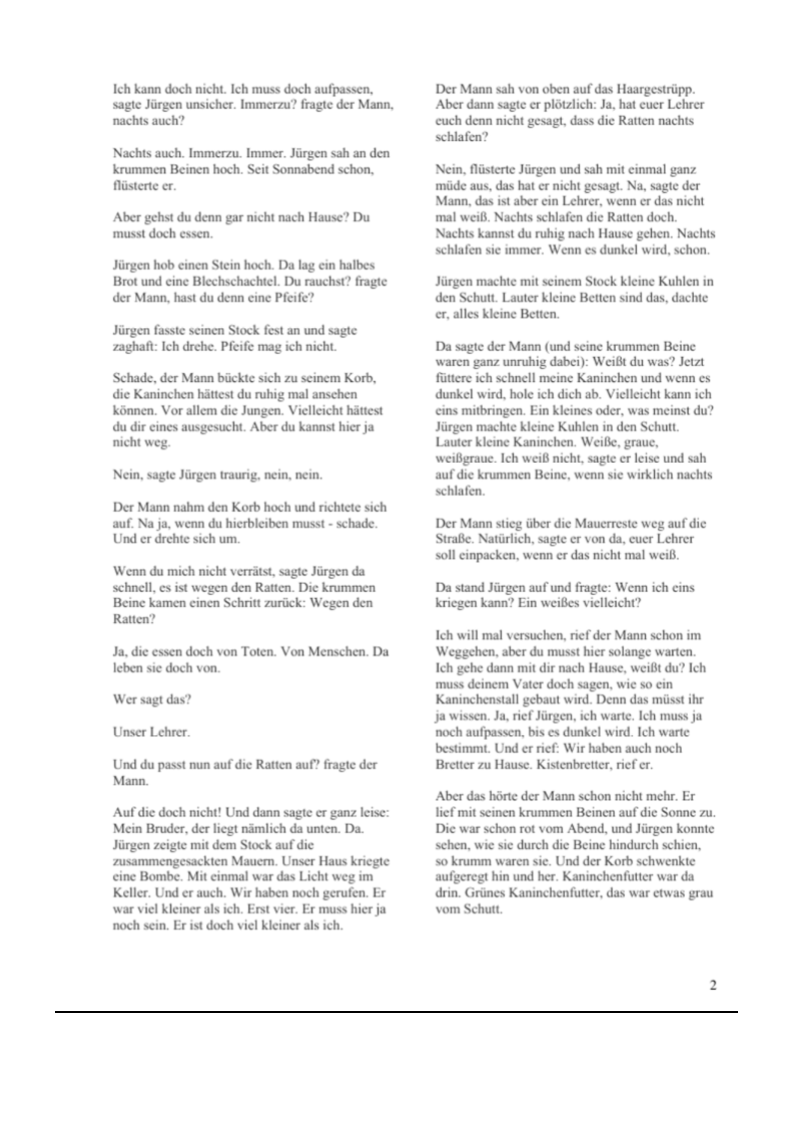 Ich kann doch nicht. Ich muss doch aufpassen,
sagte Jürgen unsicher. Immerzu? fragte der Mann,
nachts auch?
Nachts auch. Immerzu. Immer. Jürgen sah an den
krummen Beinen hoch. Seit Sonnabend schon,
flüsterte er.
Aber gehst du denn gar nicht nach Hause? Du
musst doch essen.
Jürgen hob einen Stein hoch. Da lag ein halbes
Brot und eine Blechschachtel. Du rauchst? fragte
der Mann, hast du denn eine Pfeife?
Jürgen fasste seinen Stock fest an und sagte
zaghaft: Ich drehe. Pfeife mag ich nicht.
Schade, der Mann bückte sich zu seinem Korb,
die Kaninchen hättest du ruhig mal ansehen
können. Vor allem die Jungen. Vielleicht hättest
du dir eines ausgesucht. Aber du kannst hier ja
nicht weg.
Nein, sagte Jürgen traurig, nein, nein.
Der Mann nahm den Korb hoch und richtete sich
auf. Na ja, wenn du hierbleiben musst - schade.
Und er drehte sich um.
Wenn du mich nicht verrätst, sagte Jürgen da
schnell, es ist wegen den Ratten. Die krummen
Beine kamen einen Schritt zurück: Wegen den
Ratten?
Ja, die essen doch von Toten. Von Menschen. Da
leben sie doch von.
Wer sagt das?
Unser Lehrer.
Und du passt nun auf die Ratten auf? fragte der
Mann.
Auf die doch nicht! Und dann sagte er ganz leise:
Mein Bruder, der liegt nämlich da unten. Da.
Jürgen zeigte mit dem Stock auf die
zusammengesackten Mauern. Unser Haus kriegte
eine Bombe. Mit einmal war das Licht weg im
Keller. Und er auch. Wir haben noch gerufen. Er
war viel kleiner als ich. Erst vier. Er muss hier ja
noch sein. Er ist doch viel kleiner als ich.
Der Mann sah von oben auf das Haargestrüpp.
Aber dann sagte er plötzlich: Ja, hat euer Lehrer
euch denn nicht gesagt, dass die Ratten nachts
schlafen?
Nein, flüsterte Jürgen und sah mit einmal ganz
müde aus, das hat er nicht gesagt. Na, sagte der
Mann, das ist aber ein Lehrer, wenn er das nicht
mal weiß. Nachts schlafen die Ratten doch.
Nachts kannst du ruhig nach Hause gehen. Nachts
schlafen sie immer. Wenn es dunkel wird, schon.
Jürgen machte mit seinem Stock kleine Kuhlen in
den Schutt. Lauter kleine Betten sind das, dachte
er, alles kleine Betten.
Da sagte der Mann (und seine krummen Beine
waren ganz unruhig dabei): Weißt du was? Jetzt
füttere ich schnell meine Kaninchen und wenn es
dunkel wird, hole ich dich ab. Vielleicht kann ich
eins mitbringen. Ein kleines oder, was meinst du?
Jürgen machte kleine Kuhlen in den Schutt.
Lauter kleine Kaninchen. Weiße, graue,
weißgraue. Ich weiß nicht, sagte er leise und sah
auf die krummen Beine, wenn sie wirklich nachts
schlafen.
Der Mann stieg über die Mauerreste weg auf die
Straße. Natürlich, sagte er von da, euer Lehrer
soll einpacken, wenn er das nicht mal weiß.
Da stand Jürgen auf und fragte: Wenn ich eins
kriegen kann? Ein weißes vielleicht?
Ich will mal versuchen, rief der Mann schon im
Weggehen, aber du musst hier solange warten.
Ich gehe dann mit dir nach Hause, weißt du? Ich
muss deinem Vater doch sagen, wie so ein
Kaninchenstall gebaut wird. Denn das müsst ihr
ja wissen. Ja, rief Jürgen, ich warte. Ich muss ja
noch aufpassen, bis es dunkel wird. Ich warte
bestimmt. Und er rief: Wir haben auch noch
Bretter zu Hause. Kistenbretter, rief er.
Aber das hörte der Mann schon nicht mehr. Er
lief mit seinen krummen Beinen auf die Sonne zu.
Die war schon rot vom Abend, und Jürgen konnte
sehen, wie sie durch die Beine hindurch schien,
so krumm waren sie. Und der Korb schwenkte
aufgeregt hin und her. Kaninchenfutter war da
drin. Grünes Kaninchenfutter, das war etwas grau
vom Schutt.
2